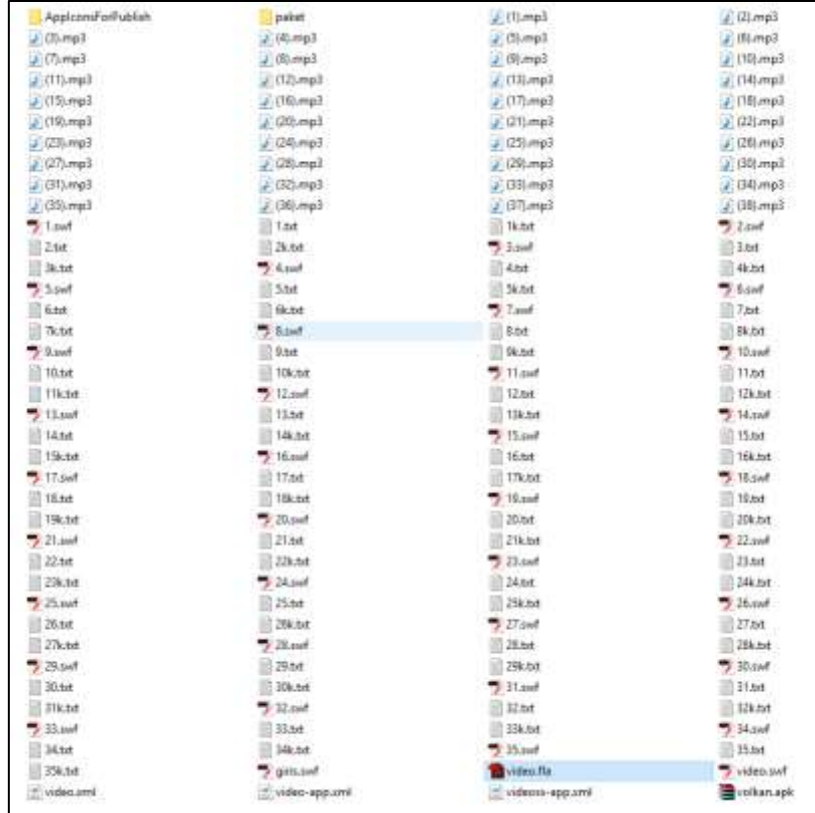 AppIconsForPublish paket (1).mp3 (2).mp3
(3).mp3 (4).mp3 (5).mp3 (6).mp3
(7).mp3 (8).mp3 (9).mp3 (10).mp3
(11).mp3 (12).mp3 (13).mp3 (14).mp3
(15).mp3 (16).mp3 (17).mp3 (18).mp3
(19).mp3 (20).mp3 (21).mp3 (22).mp3
(23).mp3 (24).mp3 (25).mp3 (26).mp3
(27).mp3 (28).mp3 (29).mp3 (30).mp3
(31).mp3 (32).mp3 (33).mp3 (34).mp3
(35).mp3 (36).mp3 (37).mp3 (38).mp3
1.swf 1.txt 1k.txt 2.swf
2.txt 2k.txt 3.swf 3.txt
3k.txt 4.swf 4.txt 4k.txt
5.swf 5.txt 5k.txt 6.swf
6.txt 6k.txt 7.swf 7.txt
7k.txt 8.swf 8.txt 8k.txt
9.swf 9.txt 9k.txt 10.swf
10.txt 10k.txt 11.swf 11.txt
11k.txt 12.swf 12.txt 12k.txt
13.swf 13.txt 13k.txt 14.swf
14.txt 14k.txt 15.swf 15.txt
15k.txt 16.swf 16.txt 16k.txt
17.swf 17.txt 17k.txt 18.swf
18.txt 18k.txt 19.swf 19.txt
19k.txt 20.swf 20.txt 20k.txt
21.swf 21.txt 21k.txt 22.swf
22.txt 22k.txt 23.swf 23.txt
23k.txt 24.swf 24.txt 24k.txt
25.swf 25.txt 25k.txt 26.swf
26.txt 26k.txt 27.swf 27.txt
27k.txt 28.swf 28.txt 28k.txt
29.swf 29.txt 29k.txt 30.swf
30.txt 30k.txt 31.swf 31.txt
31k.txt 32.swf 32.txt 32k.txt
33.swf 33.txt 33k.txt 34.swf
34.txt 34k.txt 35.swf 35.txt
35k.txt giris.swf video.fla video.swf
video.xml video-app.xml videoss-app.xml volkan.apk